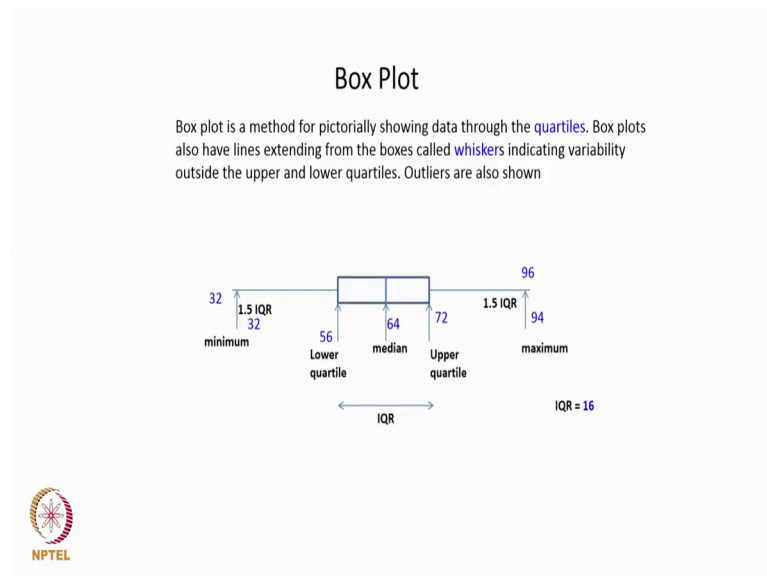 Box Plot
Box plot is a method for pictorially showing data through the quartiles. Box plots
also have lines extending from the boxes called whiskers indicating variability
outside the upper and lower quartiles. Outliers are also shown
96
32
1.5 IQR
1.5 IQR
32
64
72
94
56
minimum
Lower
quartile
median
Upper
quartile
maximum
IQR
IQR = 16
NPTEL